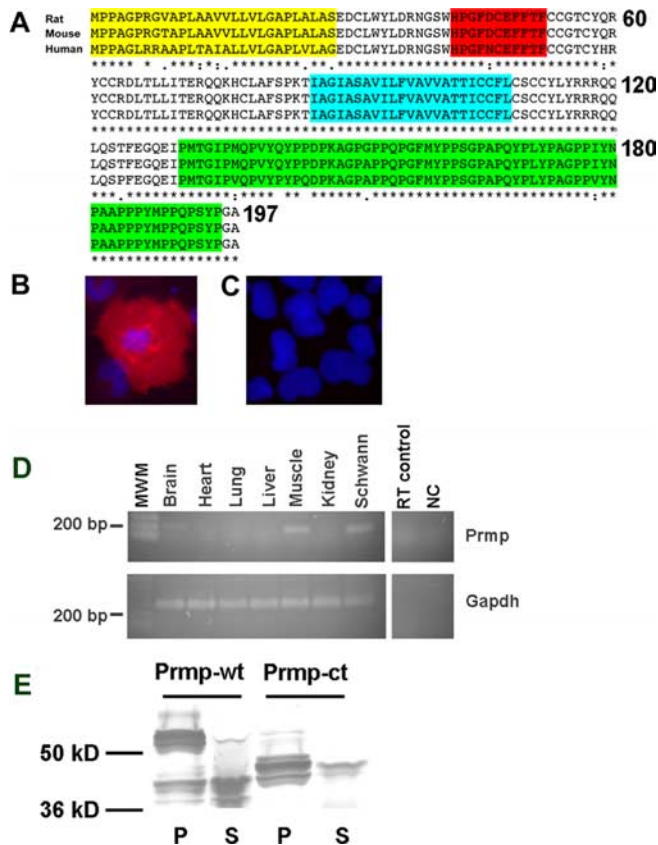 A
Rat MPPAGPRGVAPLAAVVLLVLGAPLALASEDCLWYLDRNGSWHPGFDCEFFTFCCGTCYQR 60
Mouse MPPAGPRGTAPLAAVVLLVLGAPLALASEDCLWYLDRNGSWHPGFDCEFFTFCCGTCYQR
Human MPPAGLRRAAPLTAIALLVLGAPLVLAGEDCLWYLDRNGSWHPGFNCEFFTFCCGTCYHR
YCCRDLTLLITERQQKHCLAFSPKTIAGIASAVILFVAVVATTICCFLCSCCYLYRRRQQ 120
YCCRDLTLLITERQQKHCLAFSPKTIAGIASAVILFVAVVATTICCFLCSCCYLYRRRQQ
YCCRDLTLLITERQQKHCLAFSPKTIAGIASAVILFVAVVATTICCFLCSCCYLYRRRQQ
************************************************************
LQSTFEGQEIPMTGIPMQPVYQYPPDPKAGPGPPQPGFMYPPSGPAPQYPLYPAGPPIYN 180
PAAPPPYMPPQPSYPGA 197
PAAPPPYMPPQPSYPGA
PAAPPPYMPPQPSYPGA
*****************
B
C
D
MWM Brain Heart Lung Liver Muscle Kidney Schwann RT control NC
200 bp
Prmp
Gapdh
200 bp
E
Prmp-wt Prmp-ct
50 kD
36 kD
P S P S